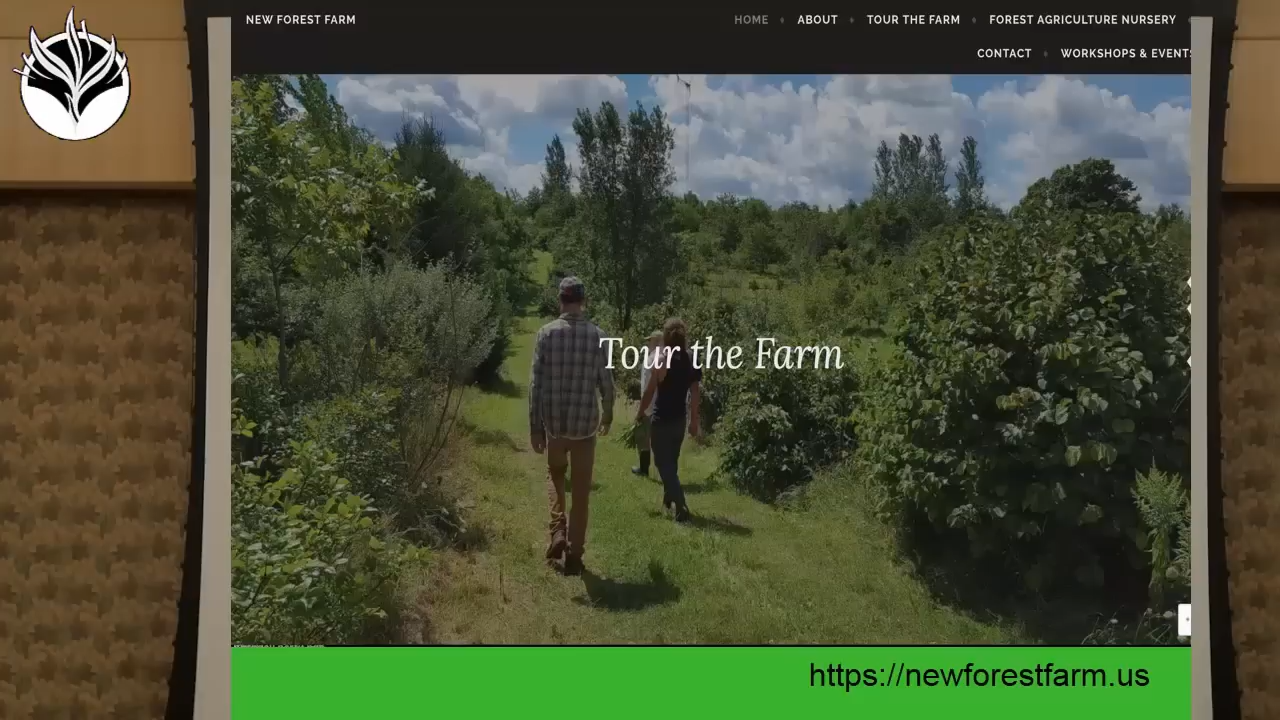 NEW FOREST FARM
HOME ABOUT TOUR THE FARM FOREST AGRICULTURE NURSERY
CONTACT WORKSHOPS & EVENTS
Tour the Farm
https://newforestfarm.us